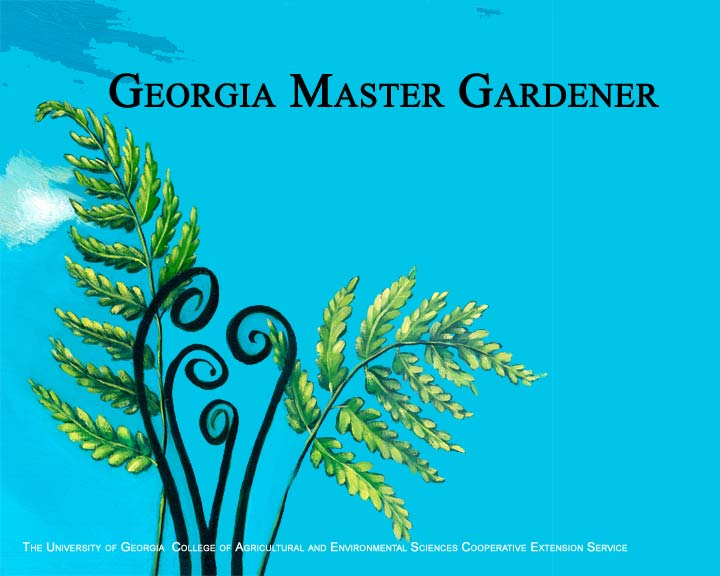 Georgia Master Gardener
The University of Georgia College of Agricultural and Environmental Sciences Cooperative Extension Service